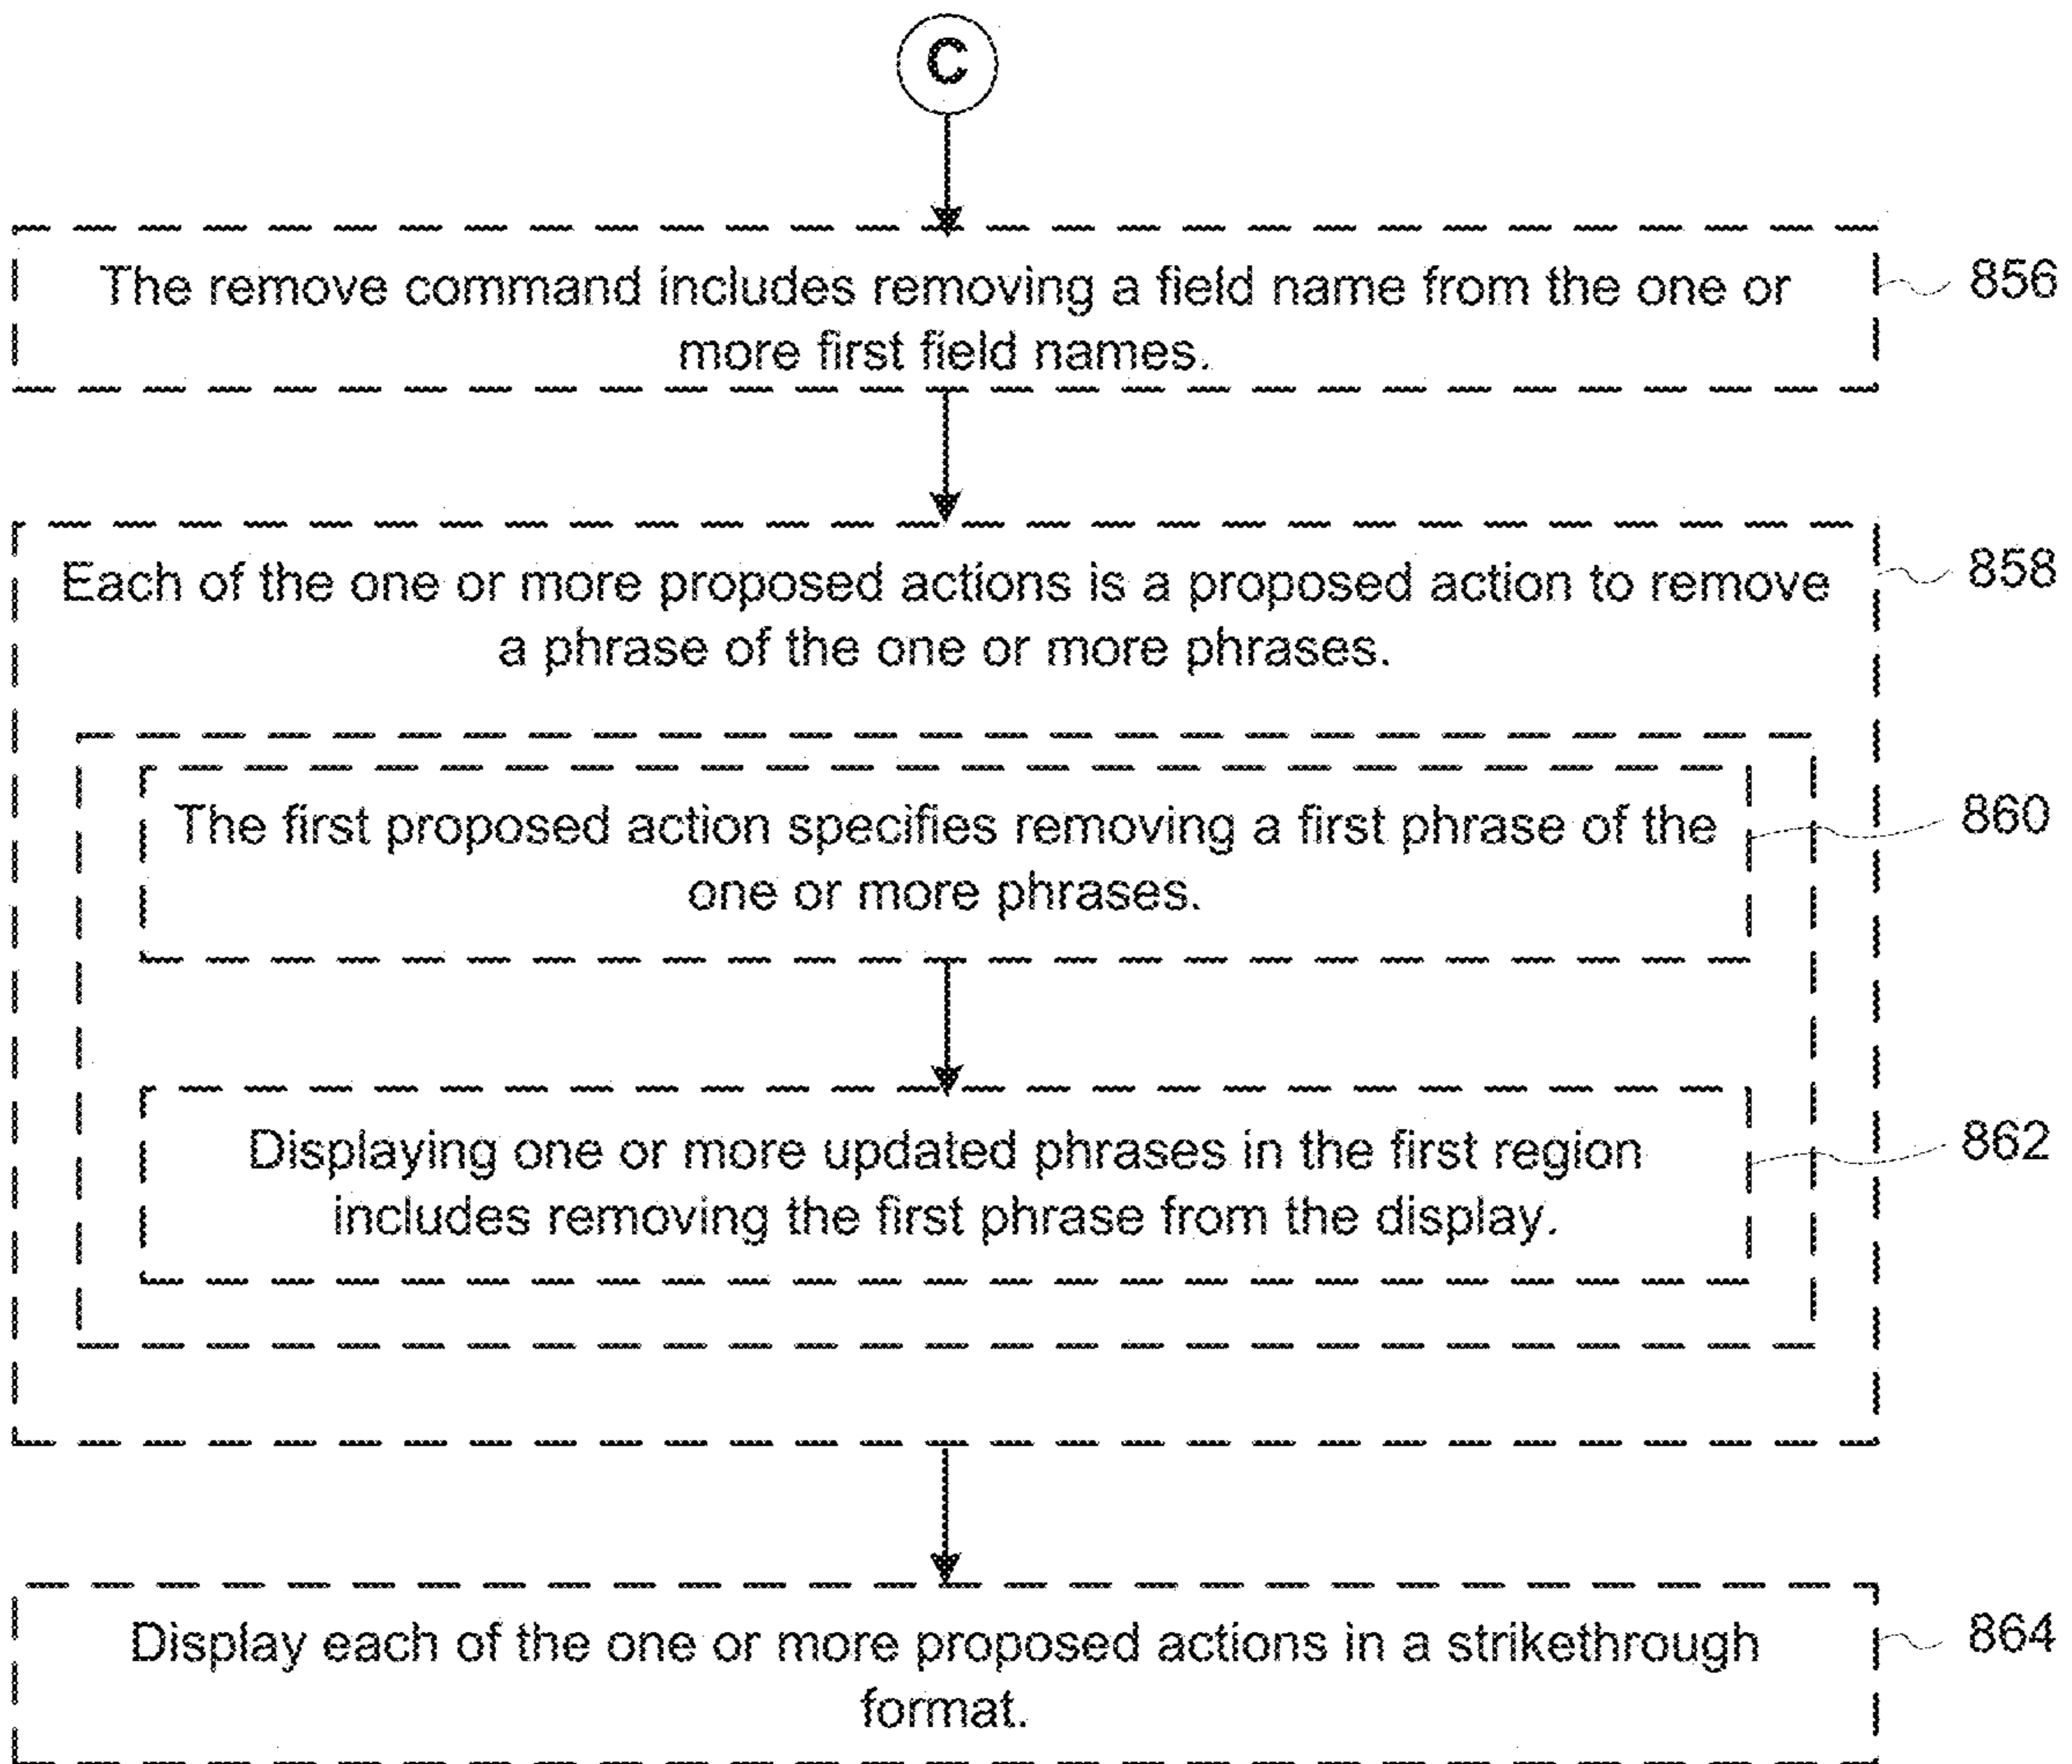 C
The remove command includes removing a field name from the one or
more first field names.
856
Each of the one or more proposed actions is a proposed action to remove
a phrase of the one or more phrases.
858
The first proposed action specifies removing a first phrase of the
one or more phrases.
860
Displaying one or more updated phrases in the first region
includes removing the first phrase from the display.
862
Display each of the one or more proposed actions in a strikethrough
format.
864